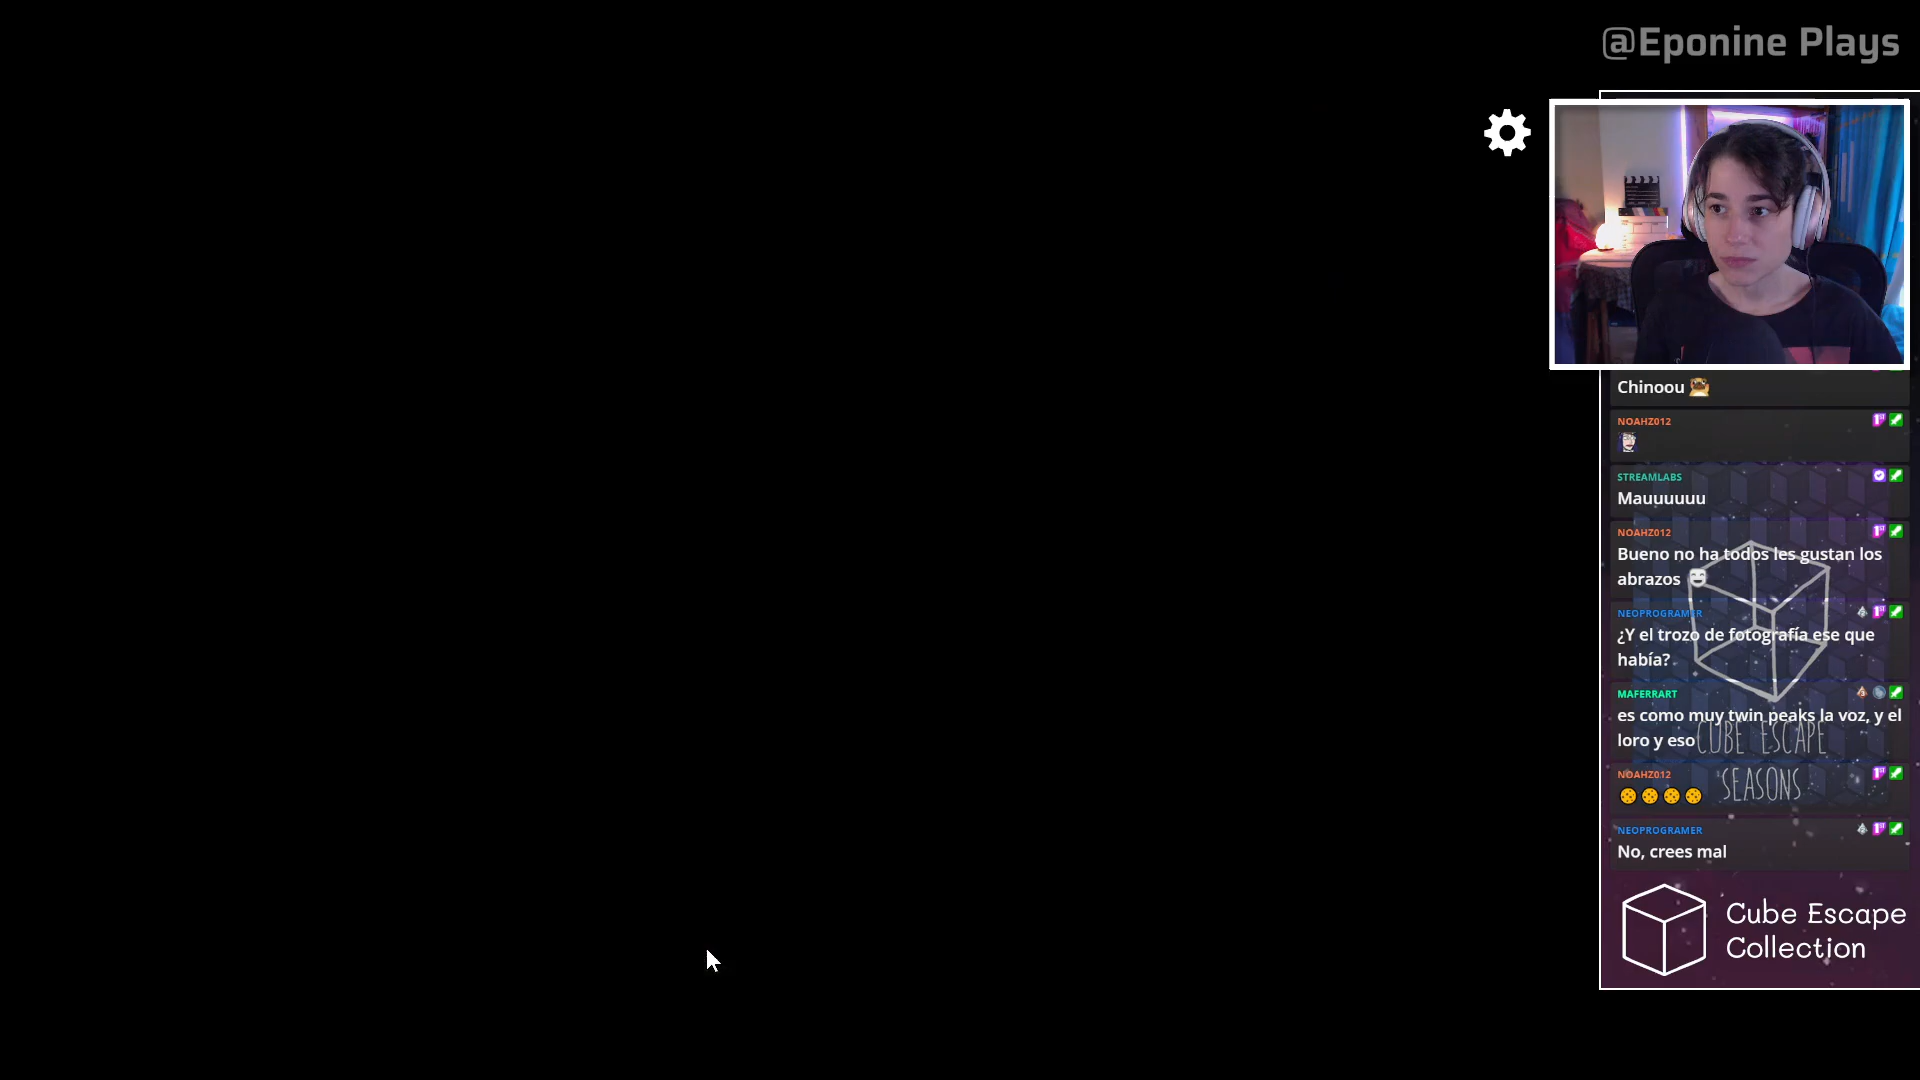 @Eponine Plays
Chinoou
NOAHZ012
STREAMLABS
Mauuuuuu
NOAHZ012
Bueno no ha todos les gustan los
abrazos
NEOPROGRAMER
¿Y el trozo de fotografía ese que
había?
MAFERRART
es como muy twin peaks la voz, y el
loro y eso
CUBE ESCAPE
SEASONS
NOAHZ012
NEOPROGRAMER
No, crees mal
Cube Escape
Collection